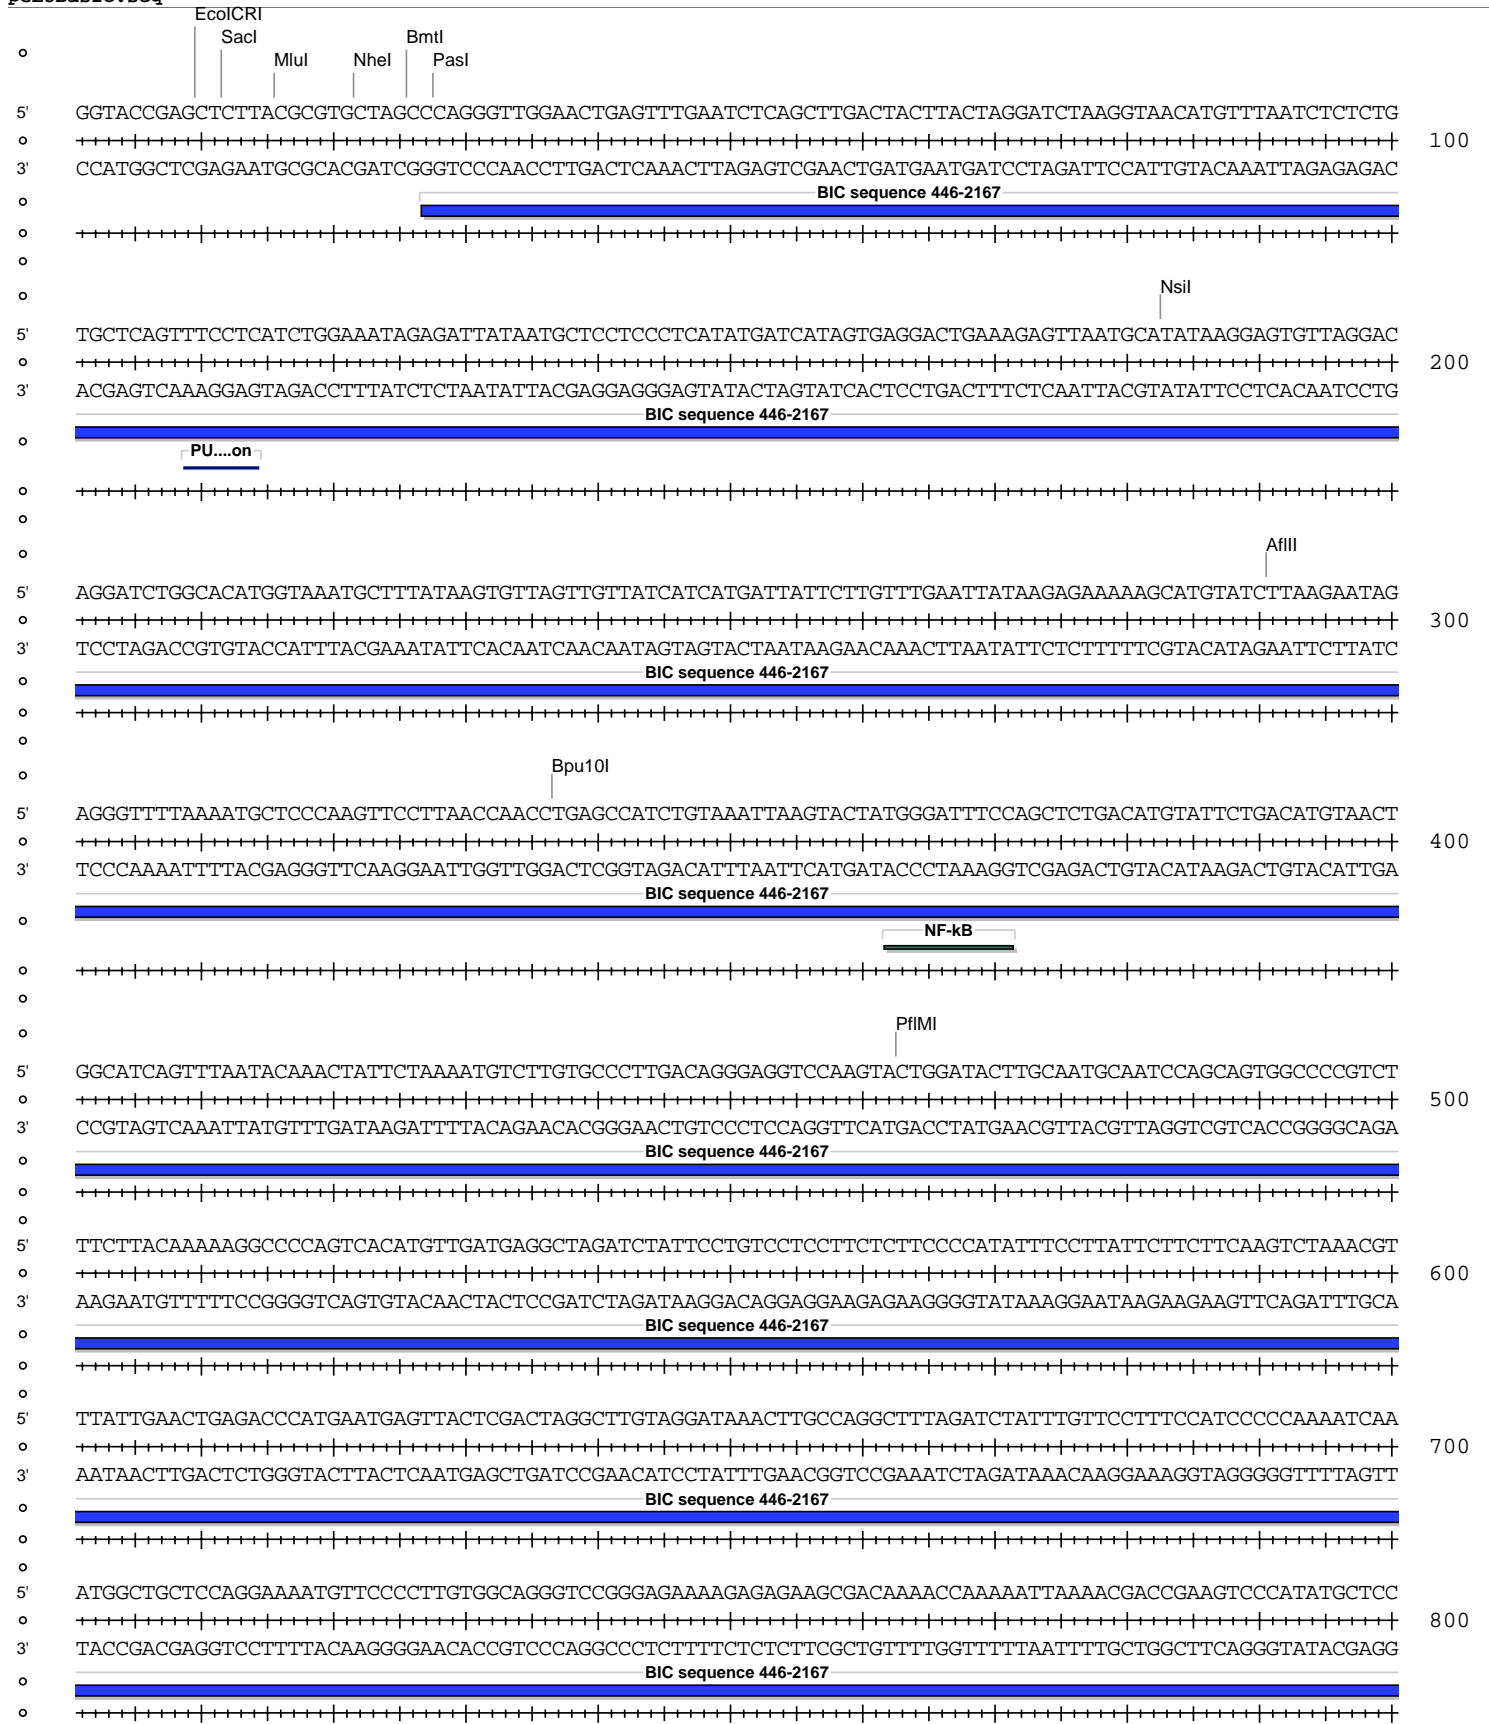 EcoICRI
SacI BmtI
MluI NheI PasI
5' GGTACCGAGCTCTTACGCGTGCTAGCCCAGGGTTGGAACTGAGTTTGAATCTCAGCTTGACTACTTACTAGGATCTAAGGTAACATGTTTAATCTCTCTG
100
3' CCATGGCTCGAGAATGCGCACGATCGGGTCCCAACCTTGACTCAAACTTAGAGTCGAACTGATGAATGATCCTAGATTCCATTGTACAAATTAGAGAGAC
BIC sequence 446-2167
NsiI
5' TGCTCAGTTTCCTCATCTGGAAATAGAGATTATAATGCTCCTCCCTCATATGATCATAGTGAGGACTGAAAGAGTTAATGCATATAAGGAGTGTTAGGAC
200
3' ACGAGTCAAAGGAGTAGACCTTTATCTCTAATATTACGAGGAGGGAGTATACTAGTATCACTCCTGACTTTCTCAATTACGTATATTCCTCACAATCCTG
BIC sequence 446-2167
PU....on
AflII
5' AGGATCTGGCACATGGTAAATGCTTTATAAGTGTTAGTTGTTATCATCATGATTATTCTTGTTTGAATTATAAGAGAAAAAGCATGTATCTTAAGAATAG
300
3' TCCTAGACCGTGTACCATTTACGAAATATTCACAATCAACAATAGTAGTACTAATAAGAACAAACTTAATATTCTCTTTTTCGTACATAGAATTCTTATC
BIC sequence 446-2167
Bpu10I
5' AGGGTTTTAAAATGCTCCCAAGTTCCTTAACCAACCTGAGCCATCTGTAAATTAAGTACTATGGGATTTCCAGCTCTGACATGTATTCTGACATGTAACT
400
3' TCCCAAAATTTTACGAGGGTTCAAGGAATTGGTTGGACTCGGTAGACATTTAATTCATGATACCCTAAAGGTCGAGACTGTACATAAGACTGTACATTGA
BIC sequence 446-2167
NF-kB
PflMI
5' GGCATCAGTTTAATACAAACTATTCTAAAATGTCTTGTGCCCTTGACAGGGAGGTCCAAGTACTGGATACTTGCAATGCAATCCAGCAGTGGCCCCGTCT
500
3' CCGTAGTCAAATTATGTTTGATAAGATTTTACAGAACACGGGAACTGTCCCTCCAGGTTCATGACCTATGAACGTTACGTTAGGTCGTCACCGGGGCAGA
BIC sequence 446-2167
5' TTCTTACAAAAAGGCCCCAGTCACATGTTGATGAGGCTAGATCTATTCCTGTCCTCCTTCTCTTCCCCATATTTCCTTATTCTTCTTCAAGTCTAAACGT
600
3' AAGAATGTTTTTCCGGGGTCAGTGTACAACTACTCCGATCTAGATAAGGACAGGAGGAAGAGAAGGGGTATAAAGGAATAAGAAGAAGTTCAGATTTGCA
BIC sequence 446-2167
5' TTATTGAACTGAGACCCATGAATGAGTTACTCGACTAGGCTTGTAGGATAAACTTGCCAGGCTTTAGATCTATTTGTTCCTTTCCATCCCCCAAAATCAA
700
3' AATAACTTGACTCTGGGTACTTACTCAATGAGCTGATCCGAACATCCTATTTGAACGGTCCGAAATCTAGATAAACAAGGAAAGGTAGGGGGTTTTAGTT
BIC sequence 446-2167
5' ATGGCTGCTCCAGGAAAATGTTCCCCTTGTGGCAGGGTCCGGGAGAAAAGAGAGAAGCGACAAAACCAAAAATTAAAACGACCGAAGTCCCATATGCTCC
800
3' TACCGACGAGGTCCTTTTACAAGGGGAACACCGTCCCAGGCCCTCTTTTCTCTCTTCGCTGTTTTGGTTTTTAATTTTGCTGGCTTCAGGGTATACGAGG
BIC sequence 446-2167